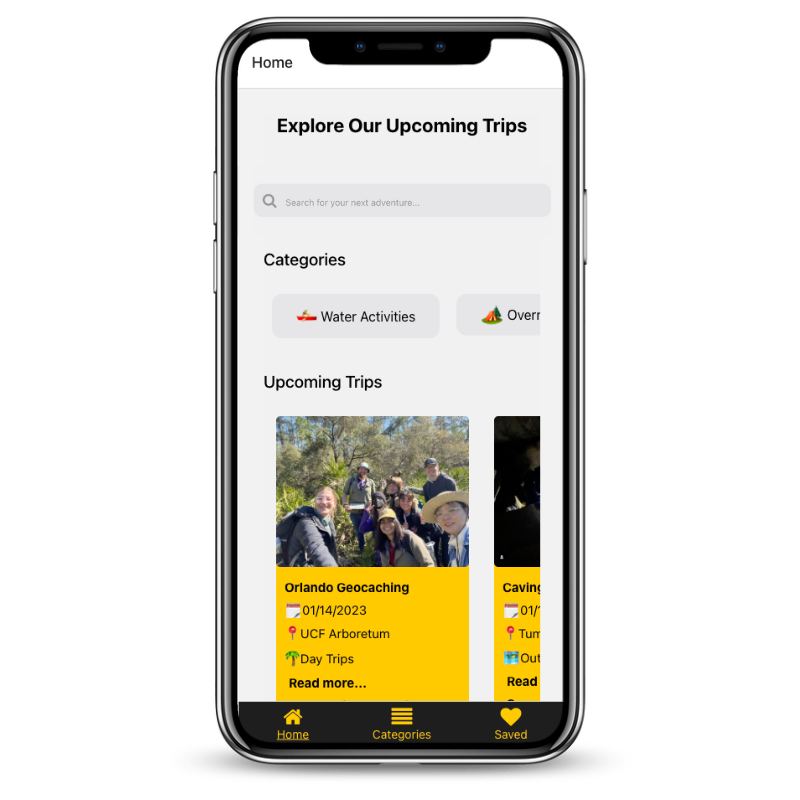 Home
Explore Our Upcoming Trips
Search for your next adventure...
Categories
Water Activities
Overn
Upcoming Trips
Orlando Geocaching
01/14/2023
UCF Arboretum
Day Trips
Read more...
Caving
01/1
Tum
Out
Read
Home
Categories
Saved